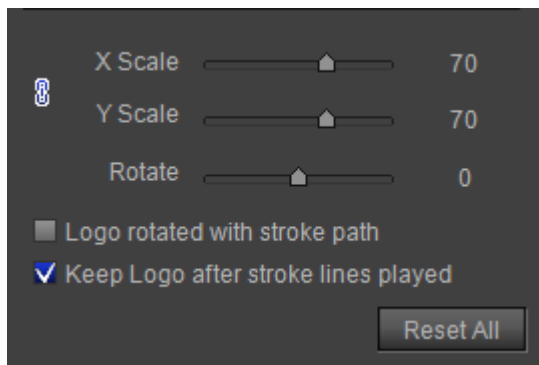 X Scale 70
Y Scale 70
Rotate 0
Logo rotated with stroke path
Keep Logo after stroke lines played
Reset All